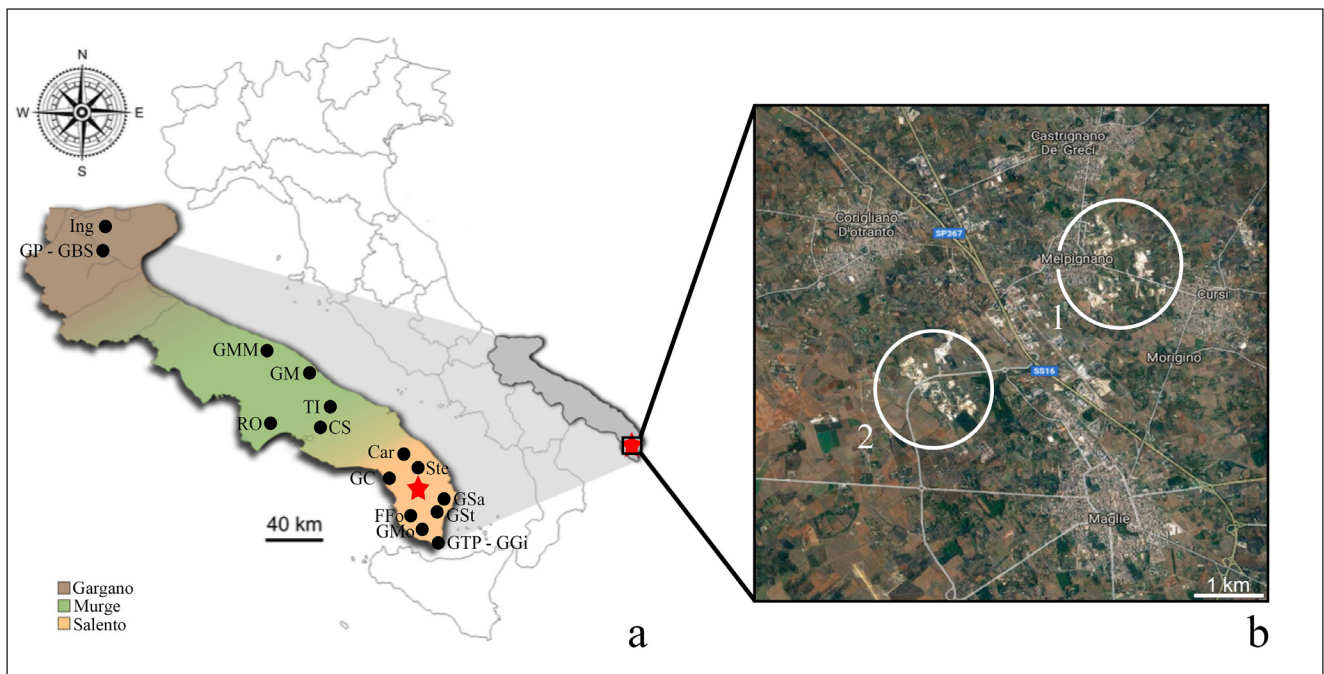 N
W
E
S
Ing
GP - GBS
GMM
GM
TI
RO
CS
Car
Ste
GC
GSa
FFo
GSt
GMo
GTP - GGi
40 km
Gargano
Murge
Salento
a
Castrignano
De' Greci
Corigliano
D'otranto
SP367
Melpignano
Cursi
1
Morigino
SS16
2
Maglie
1 km
b